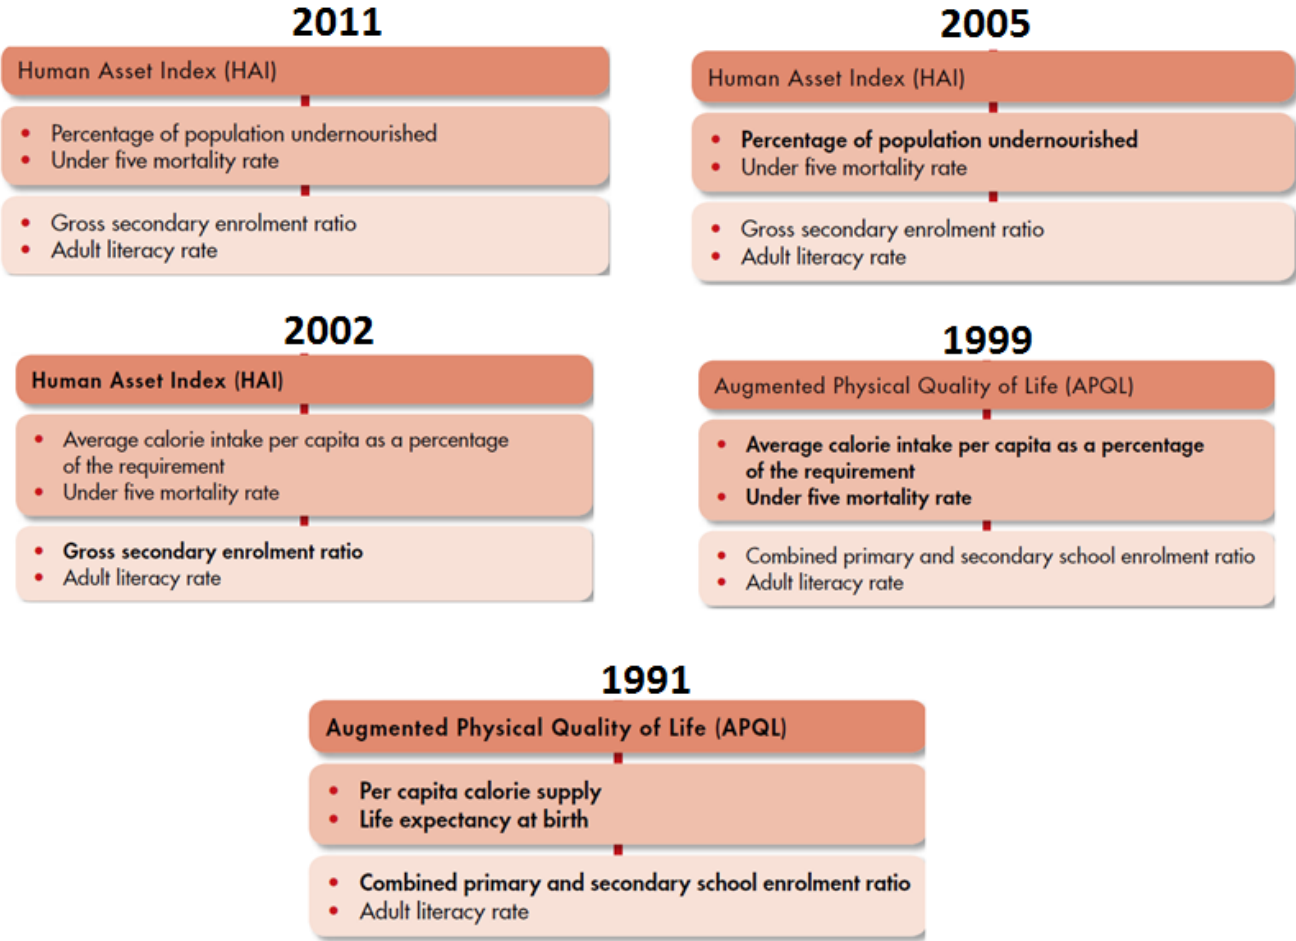 2011
Human Asset Index (HAI)
• Percentage of population undernourished
• Under five mortality rate
• Gross secondary enrolment ratio
• Adult literacy rate
2005
Human Asset Index (HAI)
• Percentage of population undernourished
• Under five mortality rate
• Gross secondary enrolment ratio
• Adult literacy rate
2002
Human Asset Index (HAI)
• Average calorie intake per capita as a percentage
of the requirement
• Under five mortality rate
• Gross secondary enrolment ratio
• Adult literacy rate
1999
Augmented Physical Quality of Life (APQL)
• Average calorie intake per capita as a percentage
of the requirement
• Under five mortality rate
• Combined primary and secondary school enrolment ratio
• Adult literacy rate
1991
Augmented Physical Quality of Life (APQL)
• Per capita calorie supply
• Life expectancy at birth
• Combined primary and secondary school enrolment ratio
• Adult literacy rate